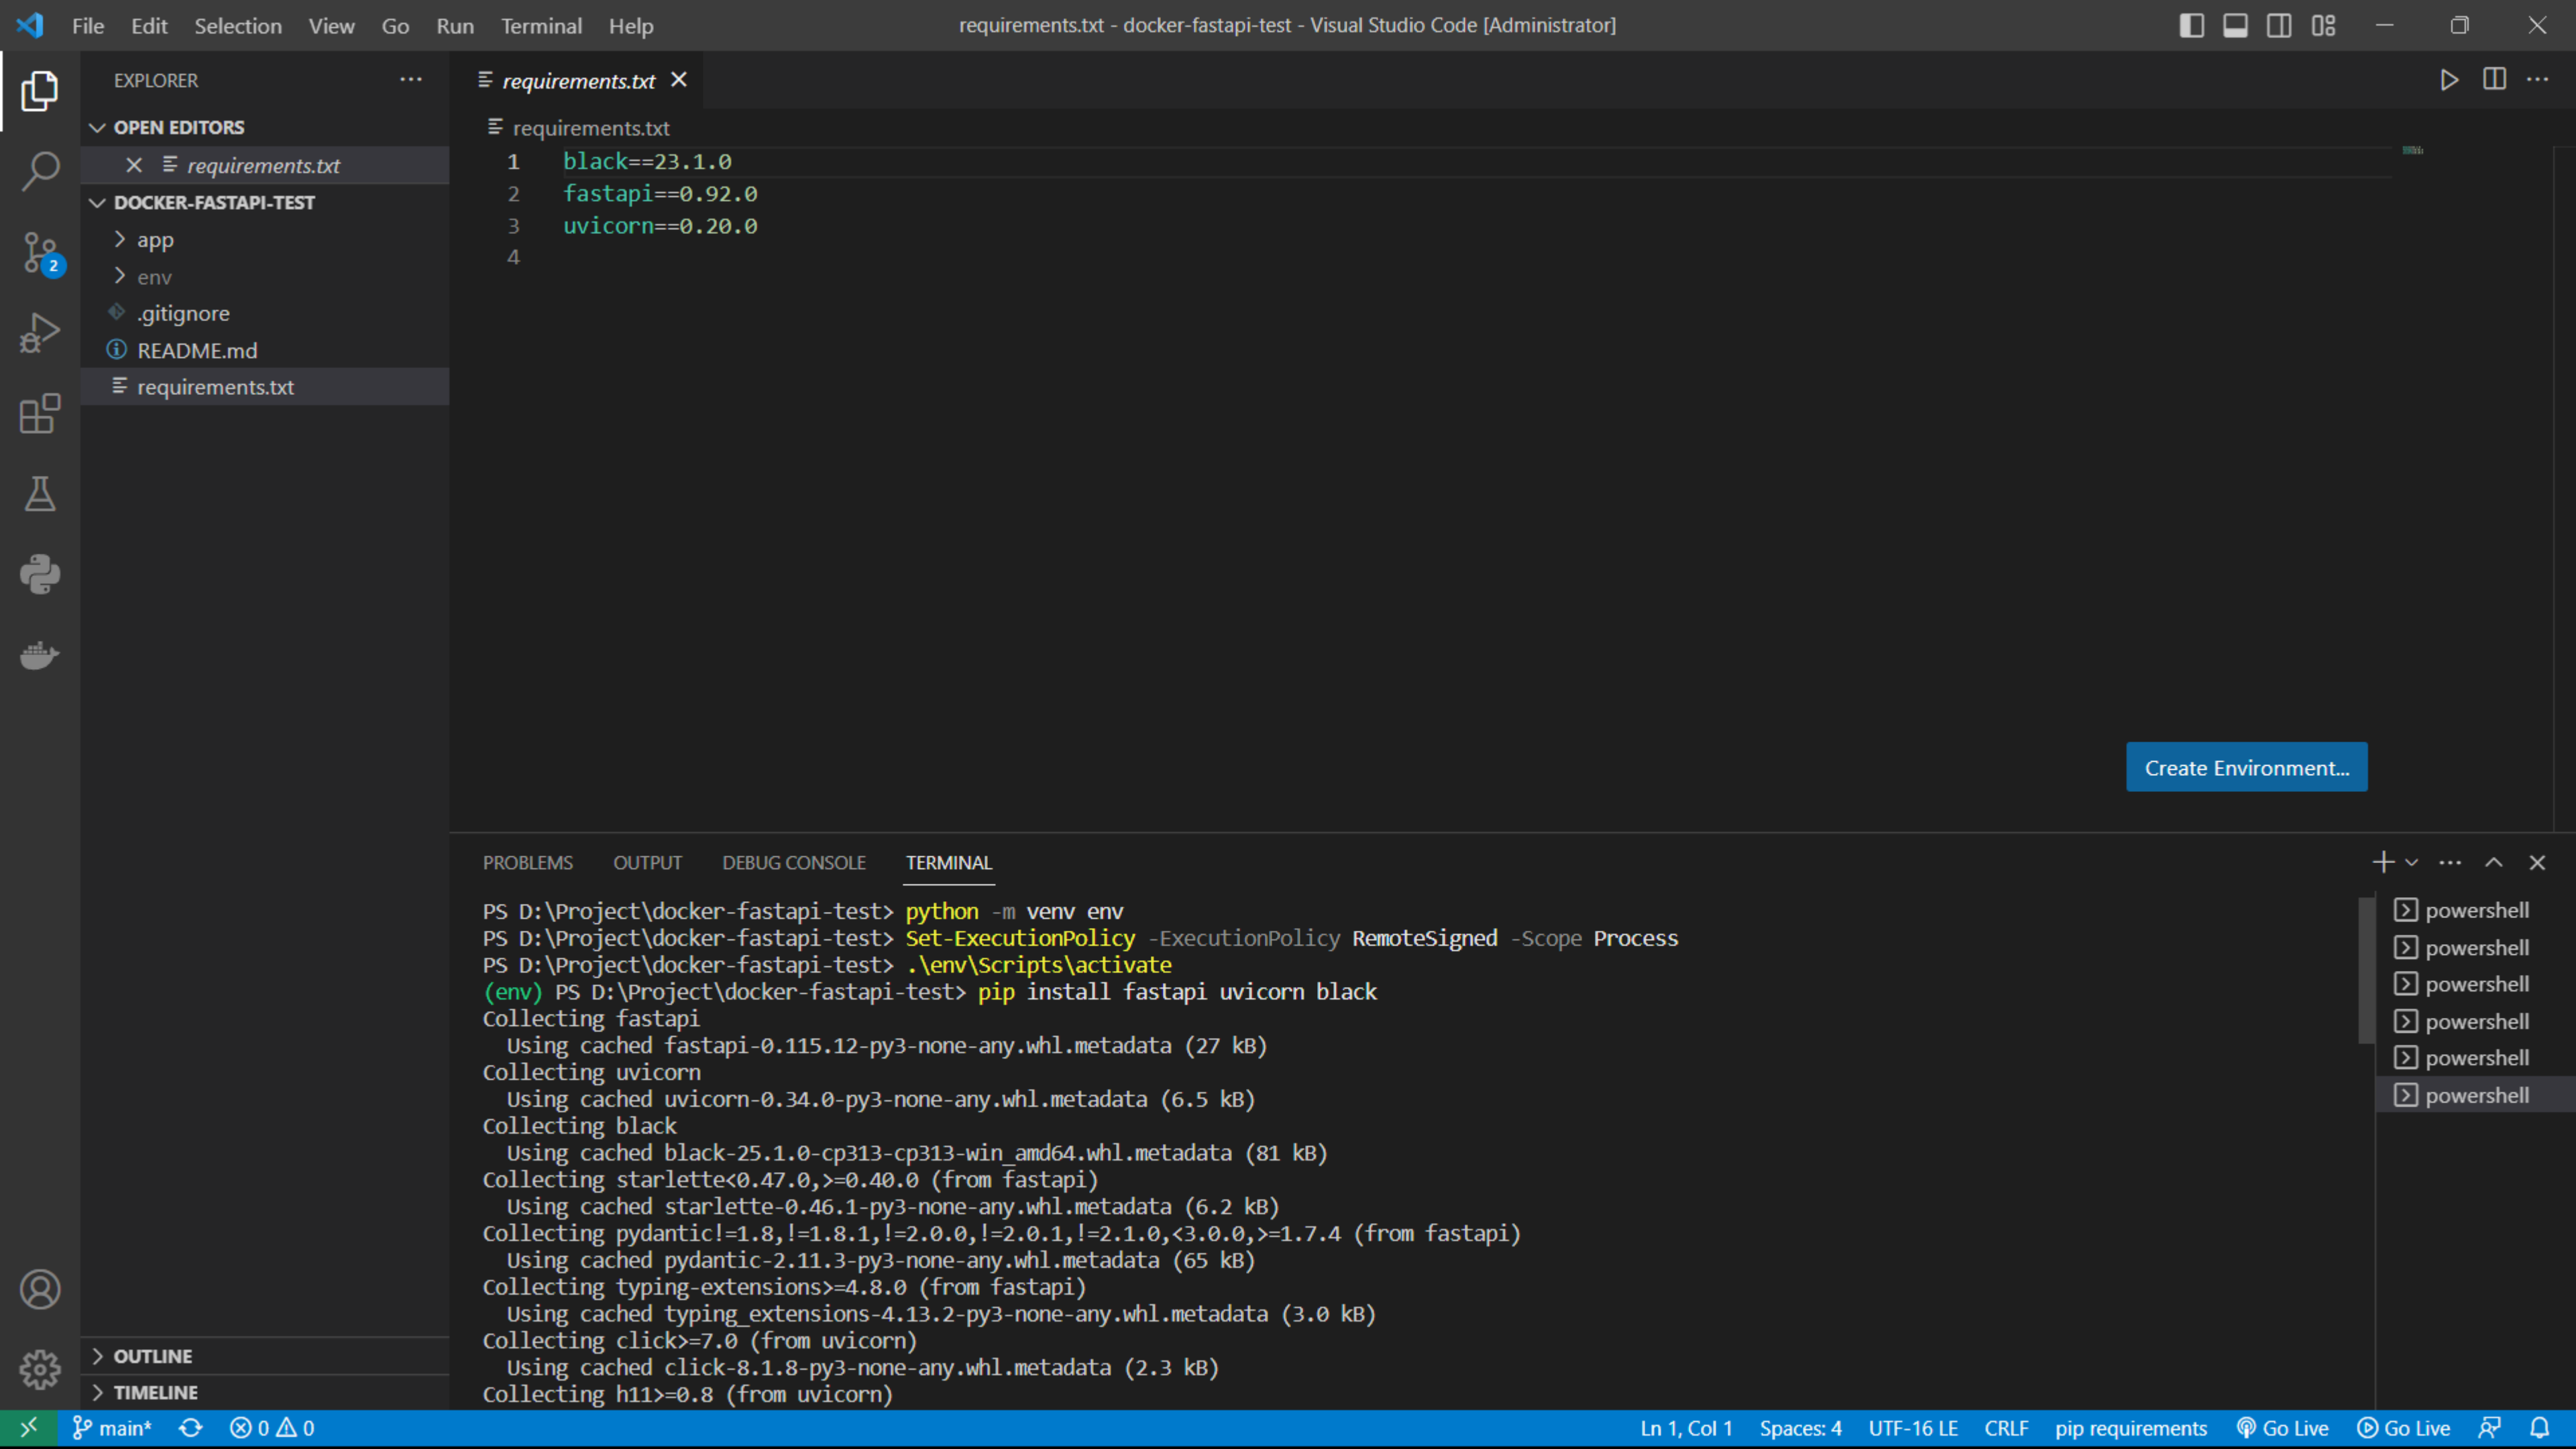 File Edit Selection View Go Run Terminal Help
requirements.txt - docker-fastapi-test - Visual Studio Code [Administrator]
EXPLORER
OPEN EDITORS
requirements.txt
DOCKER-FASTAPI-TEST
app
env
.gitignore
README.md
requirements.txt
OUTLINE
TIMELINE
2
requirements.txt
requirements.txt
1 black==23.1.0
2 fastapi==0.92.0
3 uvicorn==0.20.0
4
Create Environment...
PROBLEMS OUTPUT DEBUG CONSOLE TERMINAL
PS D:\Project\docker-fastapi-test> python -m venv env
PS D:\Project\docker-fastapi-test> Set-ExecutionPolicy -ExecutionPolicy RemoteSigned -Scope Process
PS D:\Project\docker-fastapi-test> .\env\Scripts\activate
(env) PS D:\Project\docker-fastapi-test> pip install fastapi uvicorn black
Collecting fastapi
Using cached fastapi-0.115.12-py3-none-any.whl.metadata (27 kB)
Collecting uvicorn
Using cached uvicorn-0.34.0-py3-none-any.whl.metadata (6.5 kB)
Collecting black
Using cached black-25.1.0-cp313-cp313-win_amd64.whl.metadata (81 kB)
Collecting starlette<0.47.0,>=0.40.0 (from fastapi)
Using cached starlette-0.46.1-py3-none-any.whl.metadata (6.2 kB)
Collecting pydantic!=1.8,!=1.8.1,!=2.0.0,!=2.0.1,!=2.1.0,<3.0.0,>=1.7.4 (from fastapi)
Using cached pydantic-2.11.3-py3-none-any.whl.metadata (65 kB)
Collecting typing-extensions>=4.8.0 (from fastapi)
Using cached typing_extensions-4.13.2-py3-none-any.whl.metadata (3.0 kB)
Collecting click>=7.0 (from uvicorn)
Using cached click-8.1.8-py3-none-any.whl.metadata (2.3 kB)
Collecting h11>=0.8 (from uvicorn)
powershell
powershell
powershell
powershell
powershell
powershell
main* 0 0 Ln 1, Col 1 Spaces: 4 UTF-16 LE CRLF pip requirements Go Live Go Live